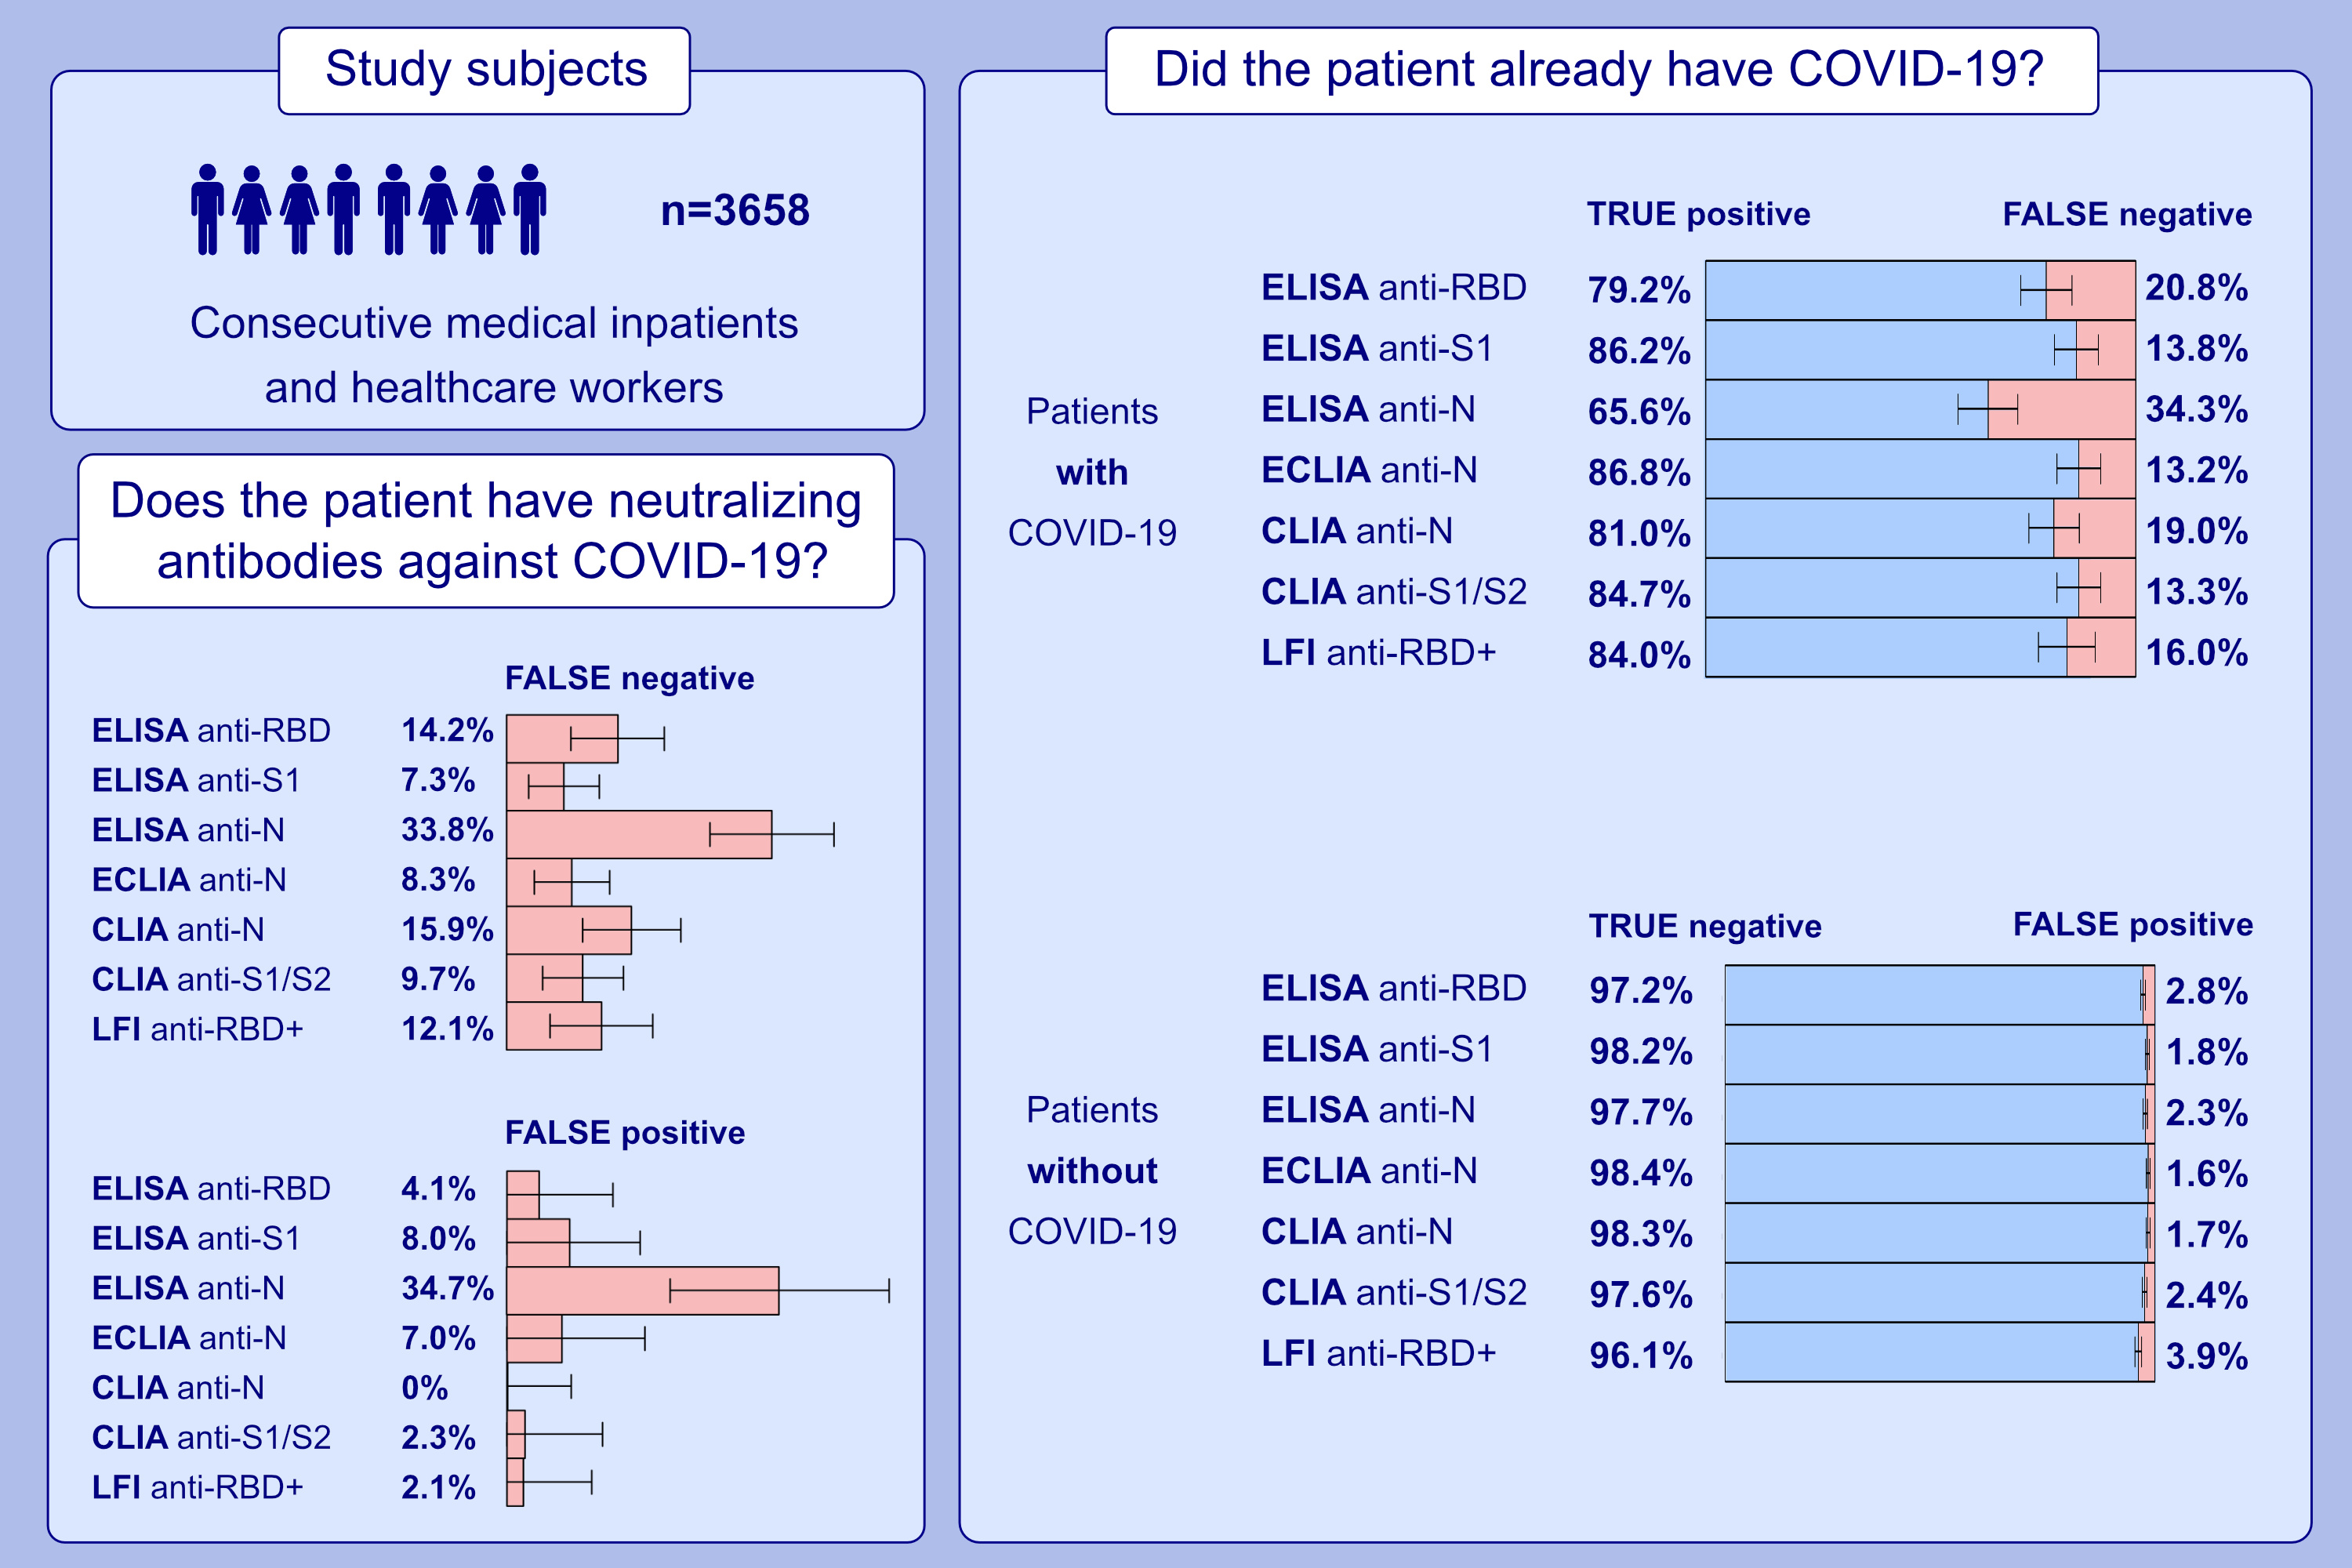 Study subjects
n=3658
Consecutive medical inpatients
and healthcare workers
Does the patient have neutralizing
antibodies against COVID-19?
FALSE negative
ELISA anti-RBD 14.2%
ELISA anti-S1 7.3%
ELISA anti-N 33.8%
ECLIA anti-N 8.3%
CLIA anti-N 15.9%
CLIA anti-S1/S2 9.7%
LFI anti-RBD+ 12.1%
FALSE positive
ELISA anti-RBD 4.1%
ELISA anti-S1 8.0%
ELISA anti-N 34.7%
ECLIA anti-N 7.0%
CLIA anti-N 0%
CLIA anti-S1/S2 2.3%
LFI anti-RBD+ 2.1%
Did the patient already have COVID-19?
TRUE positive FALSE negative
Patients
with
COVID-19
ELISA anti-RBD 79.2% 20.8%
ELISA anti-S1 86.2% 13.8%
ELISA anti-N 65.6% 34.3%
ECLIA anti-N 86.8% 13.2%
CLIA anti-N 81.0% 19.0%
CLIA anti-S1/S2 84.7% 13.3%
LFI anti-RBD+ 84.0% 16.0%
TRUE negative FALSE positive
Patients
without
COVID-19
ELISA anti-RBD 97.2% 2.8%
ELISA anti-S1 98.2% 1.8%
ELISA anti-N 97.7% 2.3%
ECLIA anti-N 98.4% 1.6%
CLIA anti-N 98.3% 1.7%
CLIA anti-S1/S2 97.6% 2.4%
LFI anti-RBD+ 96.1% 3.9%